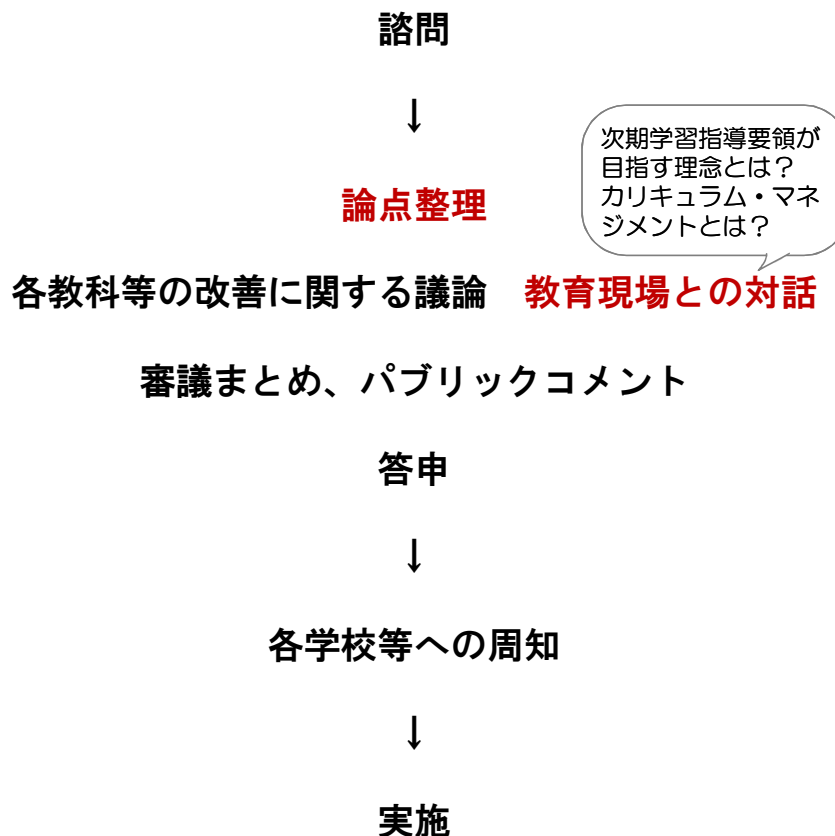 諮問
↓
論点整理
次期学習指導要領が
目指す理念とは？
カリキュラム・マネ
ジメントとは？
各教科等の改善に関する議論　教育現場との対話
審議まとめ、パブリックコメント
答申
↓
各学校等への周知
↓
実施